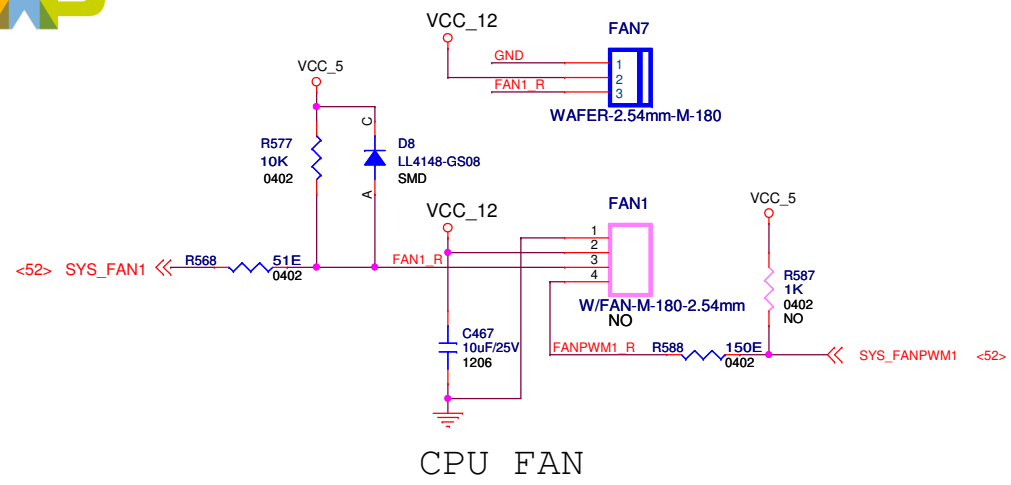 VCC_12
FAN7
GND
1
2
FAN1_R
3
WAFER-2.54mm-M-180
VCC_5
R577
10K
0402
C
D8
LL4148-GS08
SMD
A
VCC_12
FAN1
1
2
3
4
W/FAN-M-180-2.54mm
NO
VCC_5
R587
1K
0402
NO
<52> SYS_FAN1
R568
51E
0402
FAN1_R
C467
10uF/25V
1206
FANPWM1_R
R588
150E
0402
SYS_FANPWM1 <52>
CPU FAN